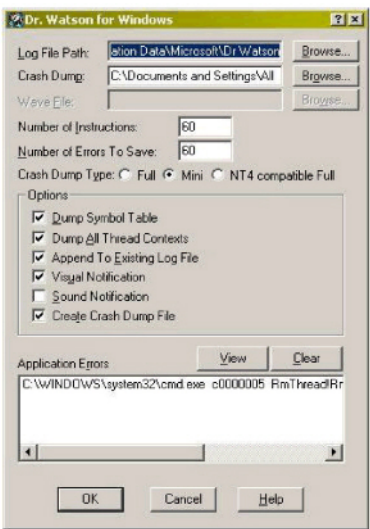 Dr. Watson for Windows
Log File Path: ation Data\Microsoft\Dr Watson Browse...
Crash Dump: C:\Documents and Settings\All Browse...
Wave File: Browse...
Number of Instructions: 60
Number of Errors To Save: 60
Crash Dump Type: Full Mini NT4 compatible Full
Options
Dump Symbol Table
Dump All Thread Contexts
Append To Existing Log File
Visual Notification
Sound Notification
Create Crash Dump File
Application Errors View Clear
C:\WINDOWS\system32\cmd.exe c0000005 RmThread!Rr
OK Cancel Help